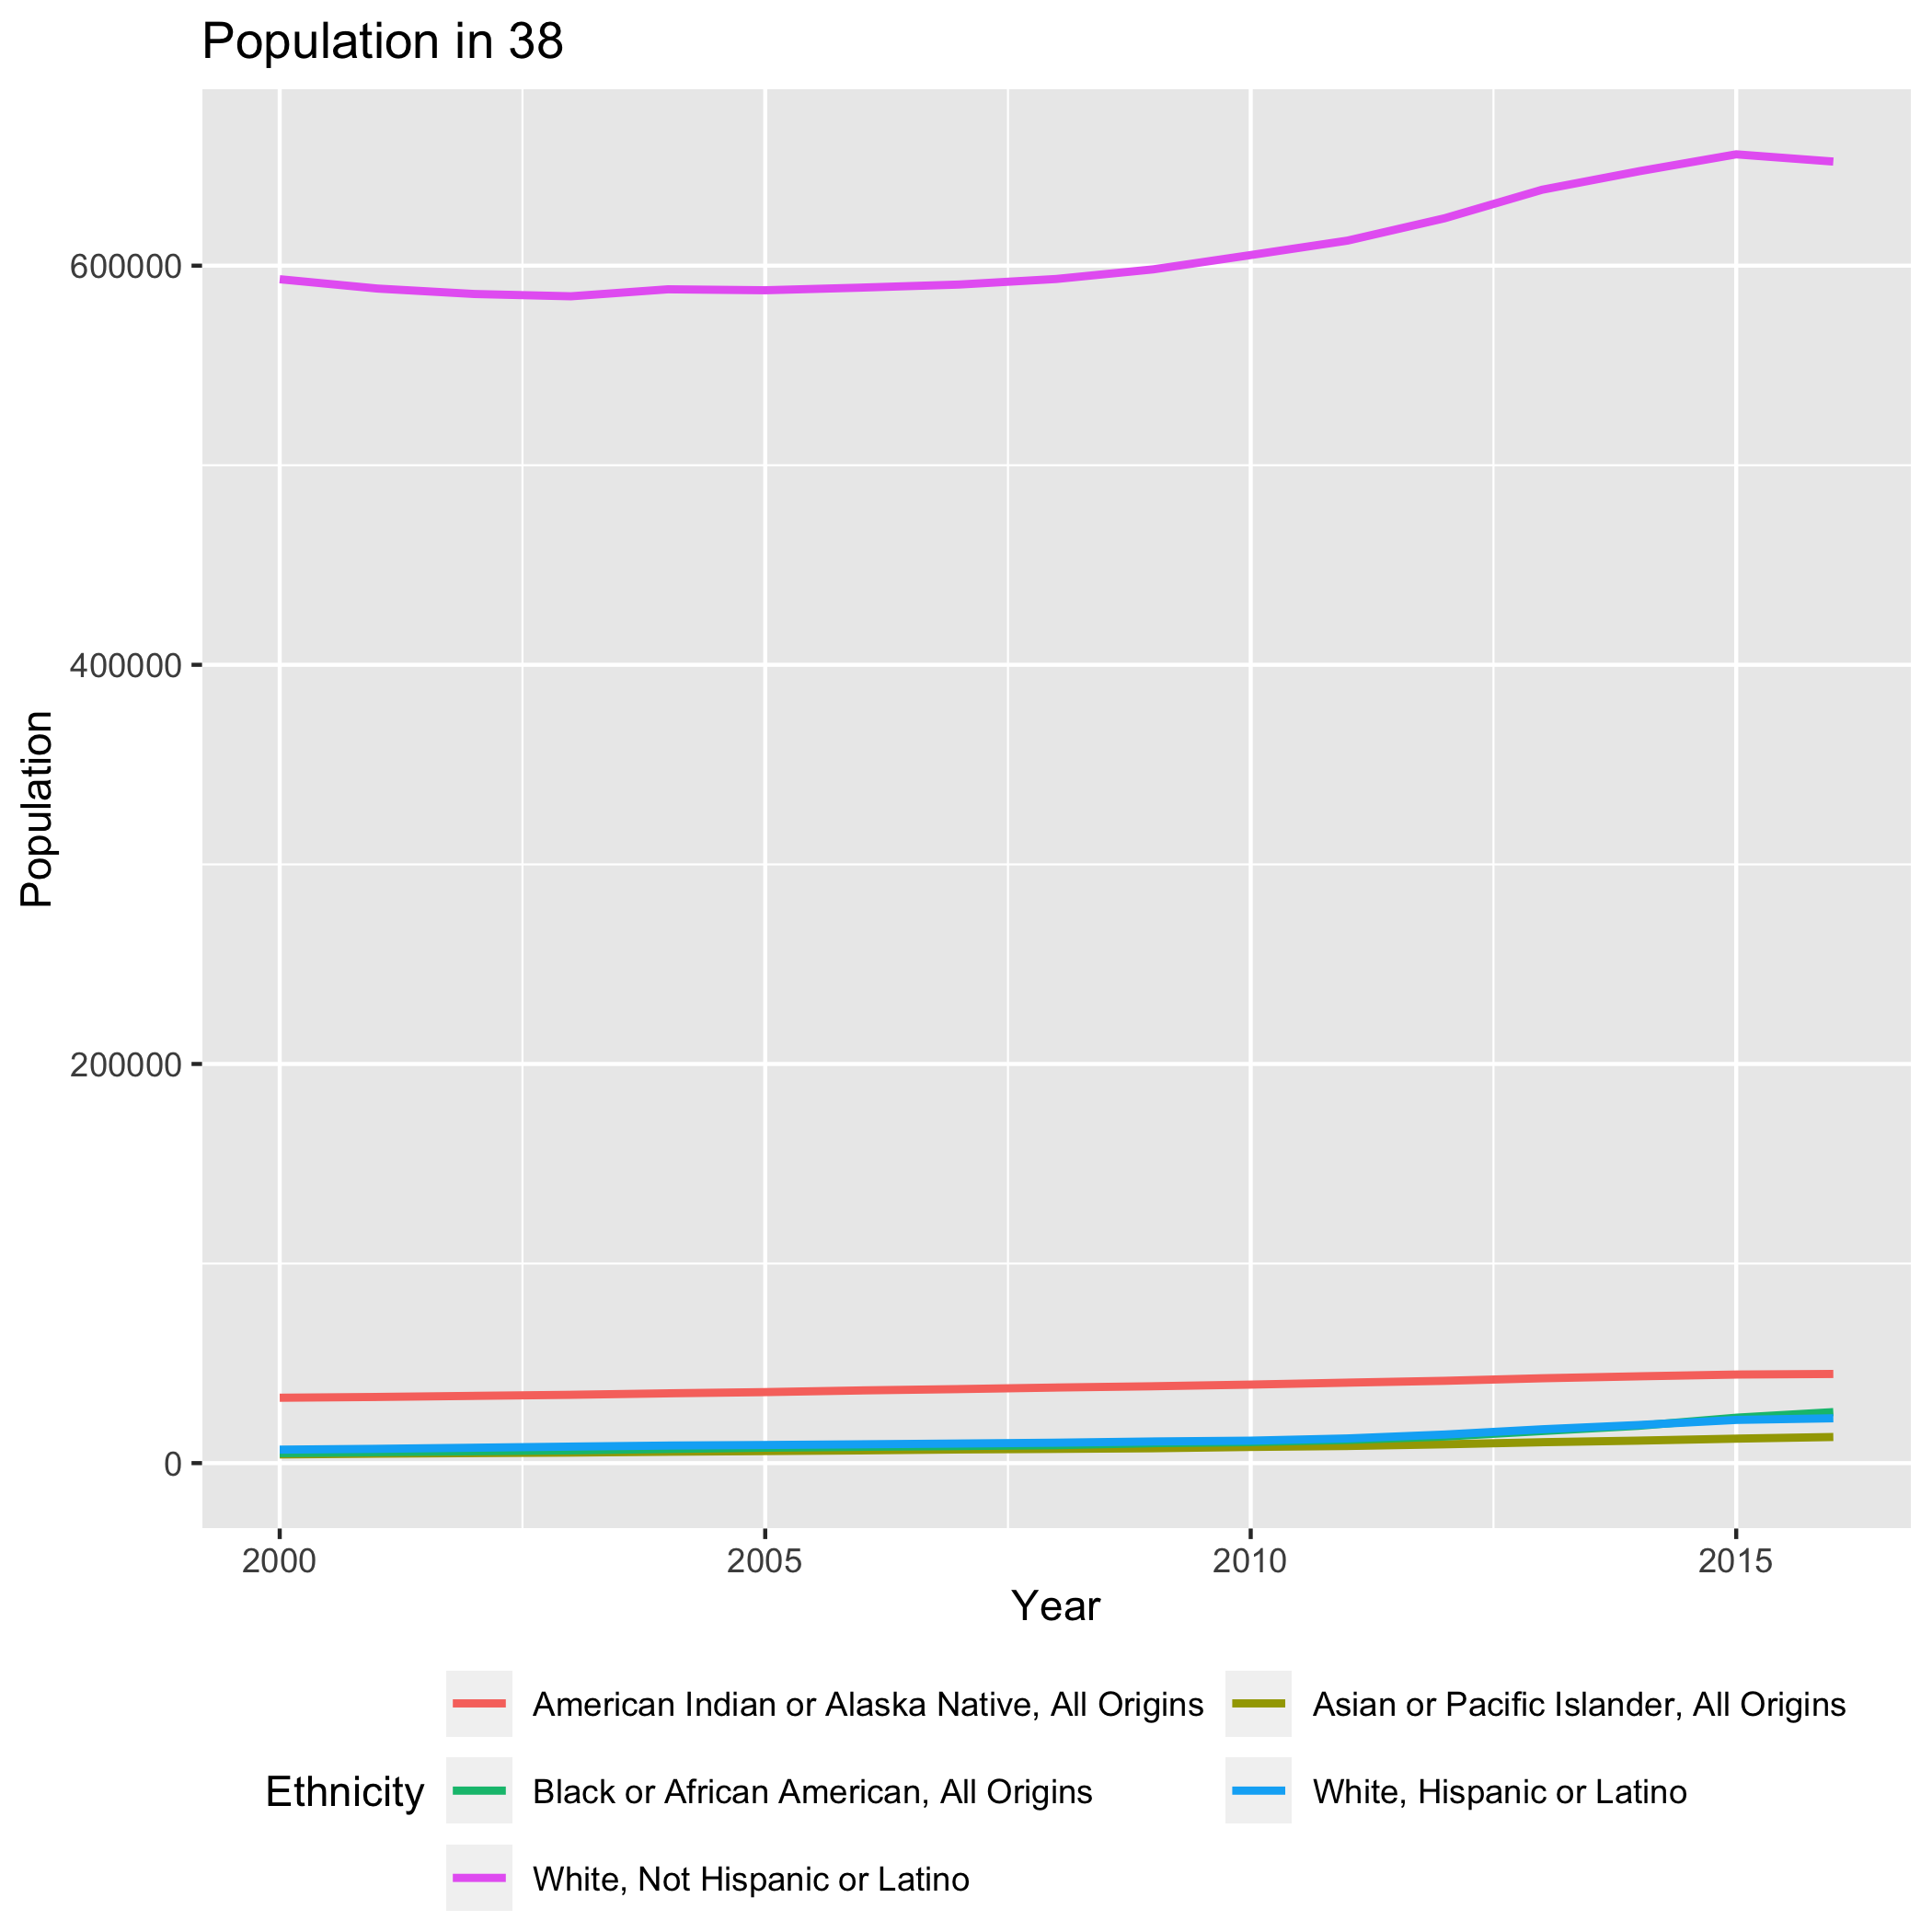 Population in 38
Population
600000
400000
200000
0
2000 2005 2010 2015
Year
Ethnicity
American Indian or Alaska Native, All Origins
Asian or Pacific Islander, All Origins
Black or African American, All Origins
White, Hispanic or Latino
White, Not Hispanic or Latino